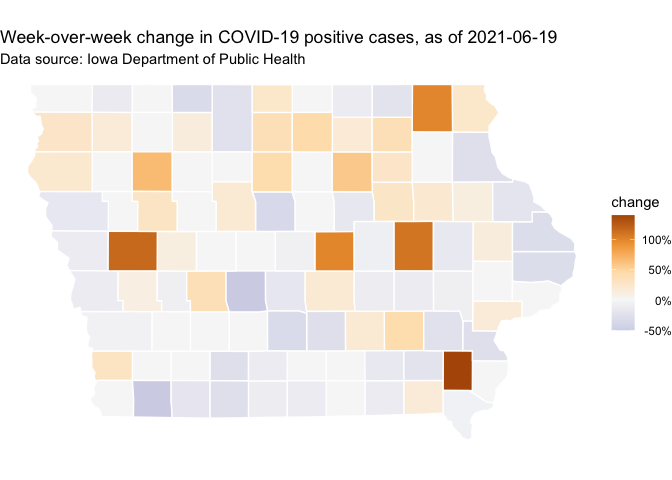 Week-over-week change in COVID-19 positive cases, as of 2021-06-19
Data source: Iowa Department of Public Health
change
100%
50%
0%
-50%